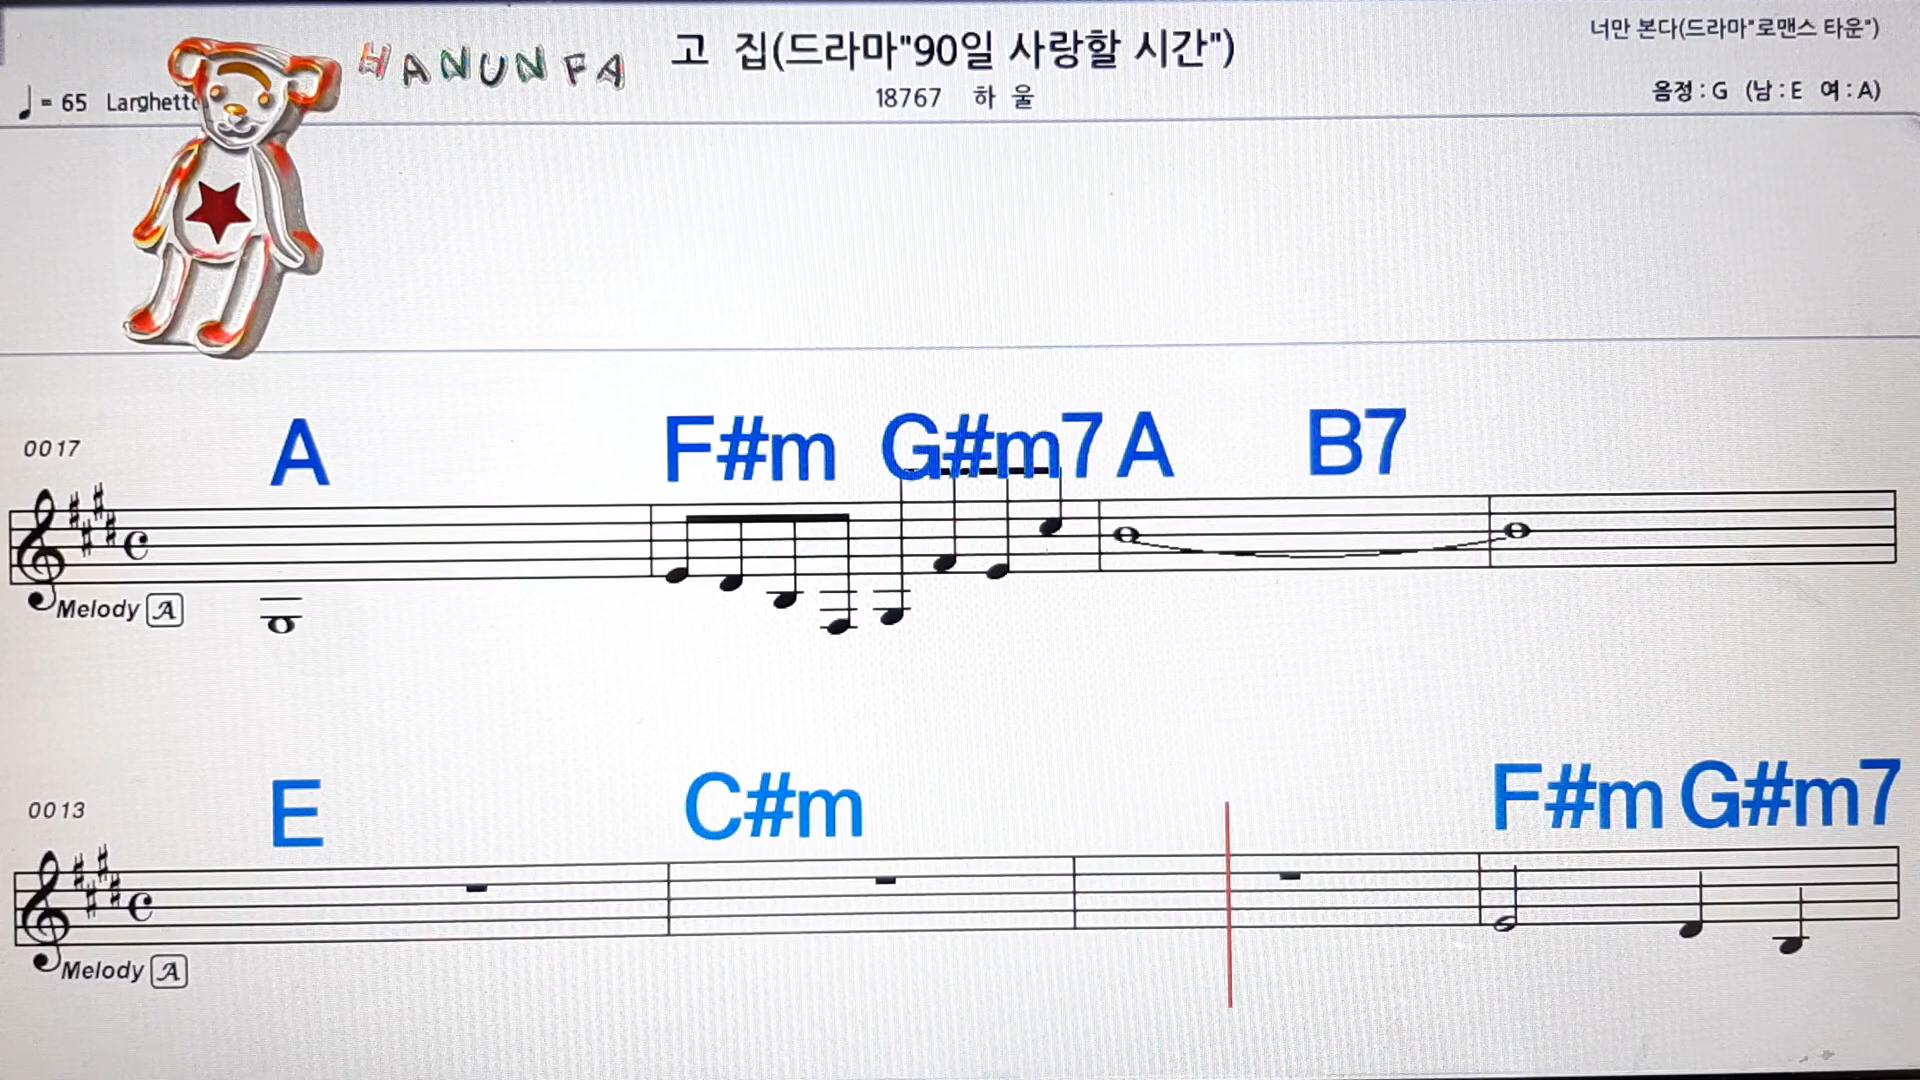 HANUNFA
고 집(드라마"90일 사랑할 시간")
너만 본다(드라마"로맨스 타운")
♩= 65 Larghetto
18767 하 울
음정 : G (남 : E 여 : A)
A F#m G#m7 A B7
0017
Melody A
E C#m F#m G#m7
0013
Melody A